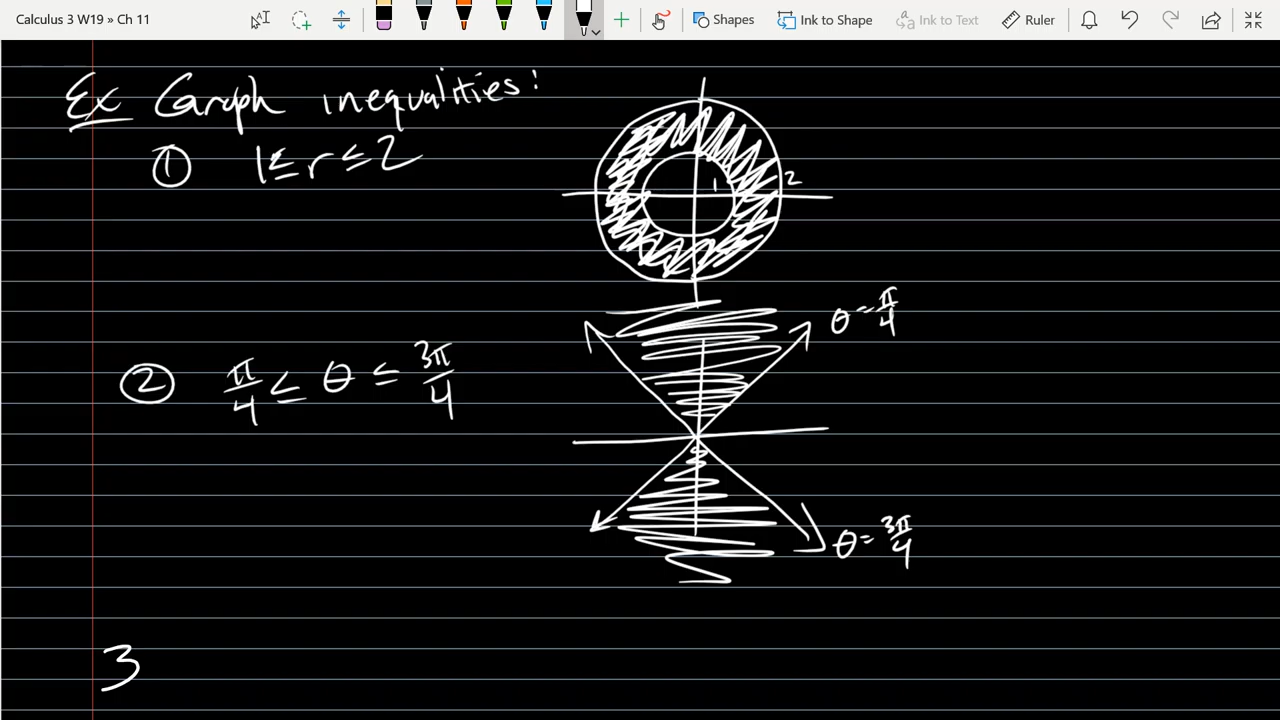 Calculus 3 W19 » Ch 11
Shapes
Ink to Shape
Ink to Text
Ruler
Ex Graph inequalities:
① 1 ≤ r ≤ 2
1
2
② π/4 ≤ θ ≤ 3π/4
θ = π/4
θ = 3π/4
3